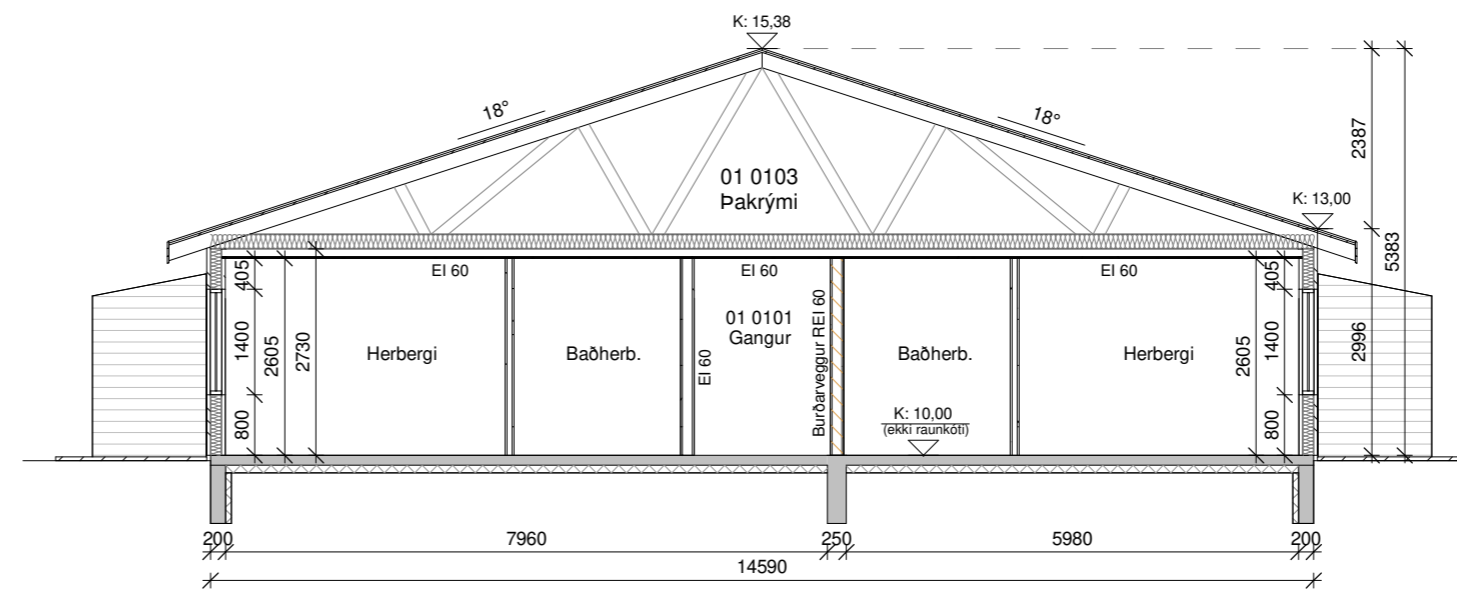 K: 15,38
18°
18°
2387
01 0103
Þakrými
K: 13,00
5383
EI 60
EI 60
EI 60
405
405
01 0101
Gangur
Burðarveggur REI 60
1400
2605
2730
Herbergi
Baðherb.
EI 60
Baðherb.
Herbergi
2605
1400
2996
800
K: 10,00
(ekki raunkóti)
800
200
7960
250
5980
200
14590